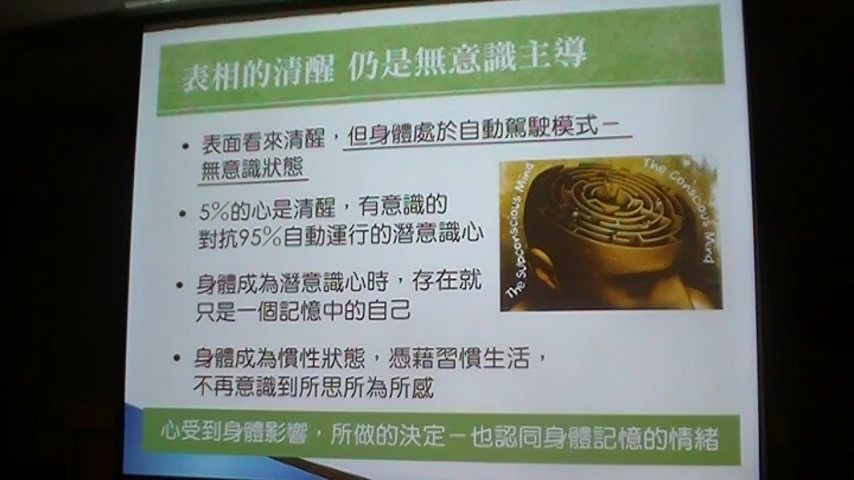 表相的清醒 仍是無意識主導
• 表面看來清醒，但身體處於自動駕駛模式－
無意識狀態
• 5%的心是清醒，有意識的
對抗95%自動運行的潛意識心
• 身體成為潛意識心時，存在就
只是一個記憶中的自己
• 身體成為慣性狀態，憑藉習慣生活，
不再意識到所思所為所感
The Subconscious Mind
The Conscious Mind
心受到身體影響，所做的決定－也認同身體記憶的情緒